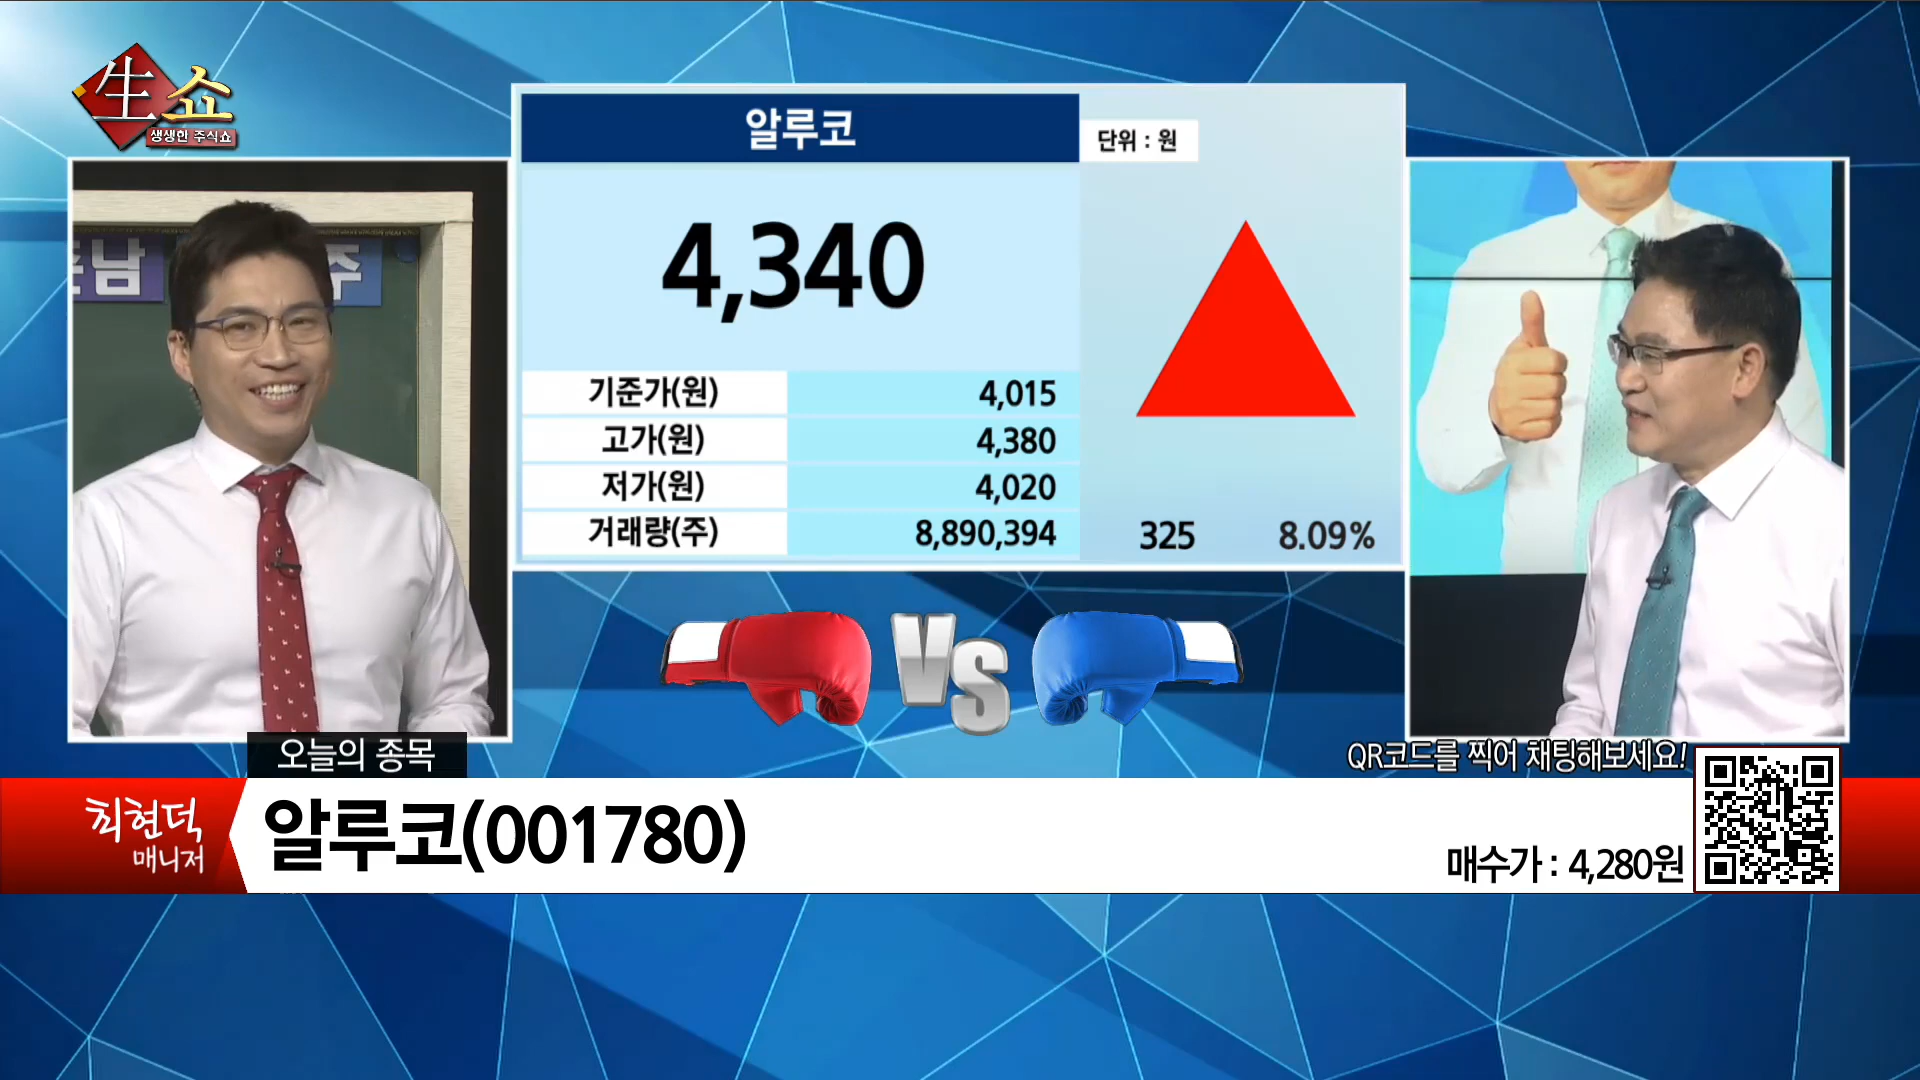 生쇼
생생한 주식쇼
알루코
단위 : 원
4,340
기준가(원) 4,015
고가(원) 4,380
저가(원) 4,020
거래량(주) 8,890,394
325 8.09%
남
주
VS
오늘의 종목
QR코드를 찍어 채팅해보세요!
최현덕
매니저
알루코(001780)
매수가 : 4,280원